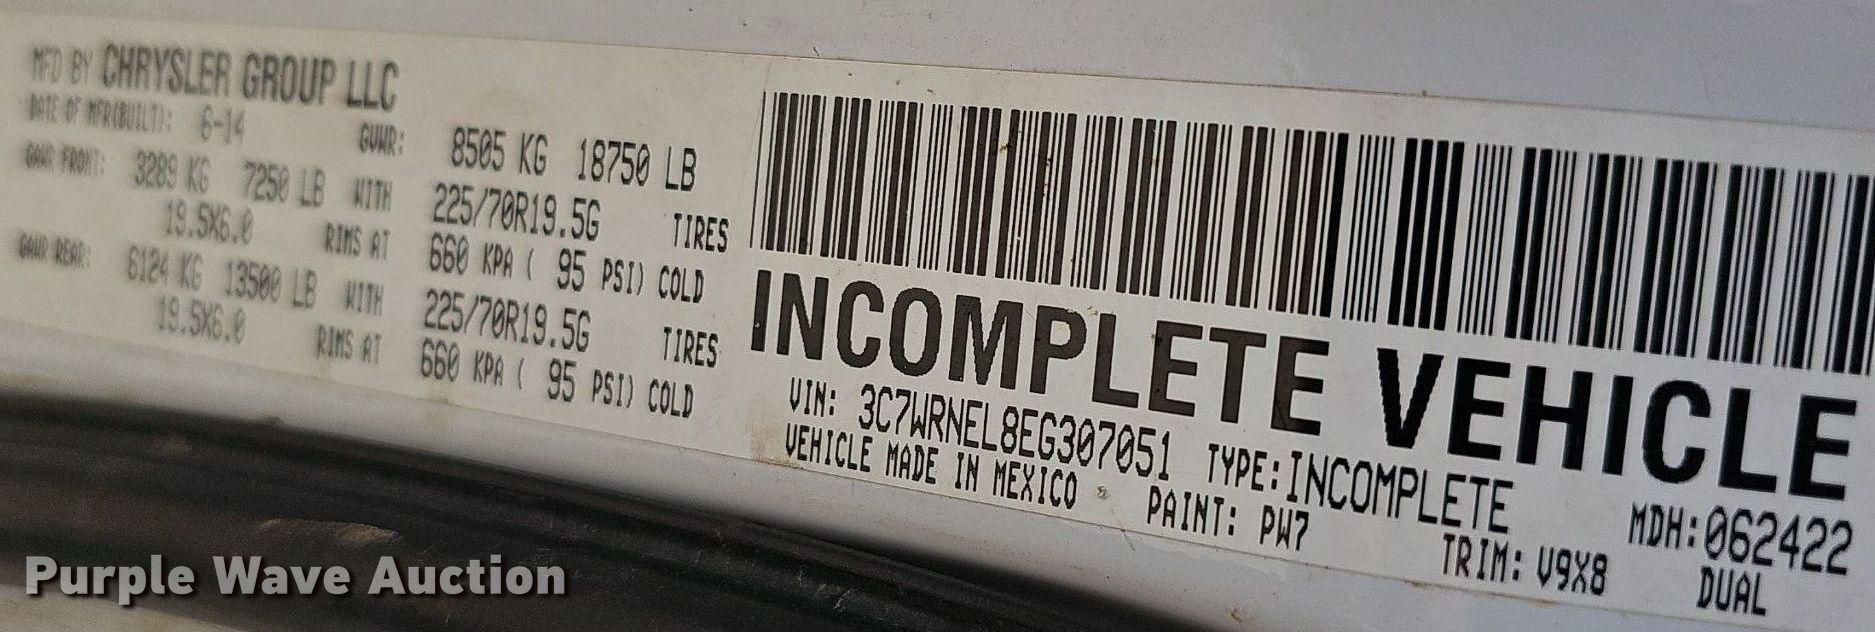 MFD BY CHRYSLER GROUP LLC
DATE OF MFR(BUILT): 6-14 GVWR: 8505 KG 18750 LB
GAWR FRONT: 3289 KG 7250 LB WITH 225/70R19.5G TIRES
19.5X6.0 RIMS AT 660 KPA ( 95 PSI) COLD
GAWR REAR: 6124 KG 13500 LB WITH 225/70R19.5G TIRES
19.5X6.0 RIMS AT 660 KPA ( 95 PSI) COLD
INCOMPLETE VEHICLE
VIN: 3C7WRNEL8EG307051 TYPE: INCOMPLETE MDH: 062422
VEHICLE MADE IN MEXICO PAINT: PW7 TRIM: V9X8 DUAL
Purple Wave Auction